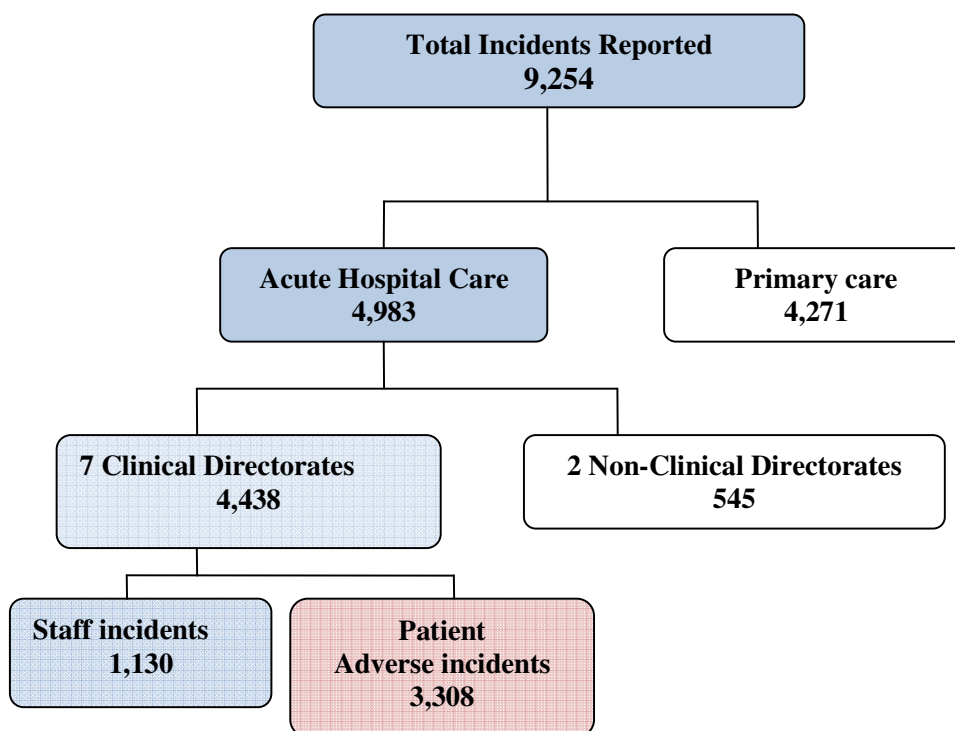 Total Incidents Reported
9,254
Acute Hospital Care
4,983
Primary care
4,271
7 Clinical Directorates
4,438
2 Non-Clinical Directorates
545
Staff incidents
1,130
Patient
Adverse incidents
3,308